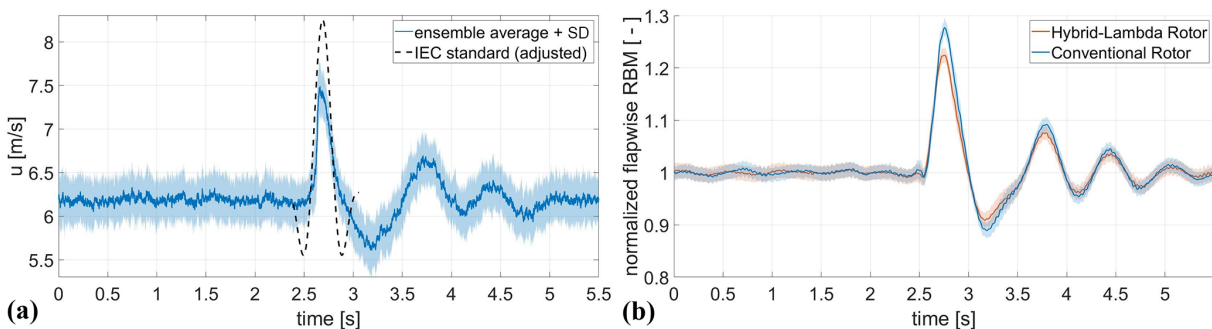 ensemble average + SD
IEC standard (adjusted)
8
7.5
7
6.5
6
5.5
u [m/s]
0 0.5 1 1.5 2 2.5 3 3.5 4 4.5 5 5.5
time [s]
(a)
Hybrid-Lambda Rotor
Conventional Rotor
1.3
1.2
1.1
1
0.9
0.8
normalized flapwise RBM [ - ]
0 0.5 1 1.5 2 2.5 3 3.5 4 4.5 5
time [s]
(b)